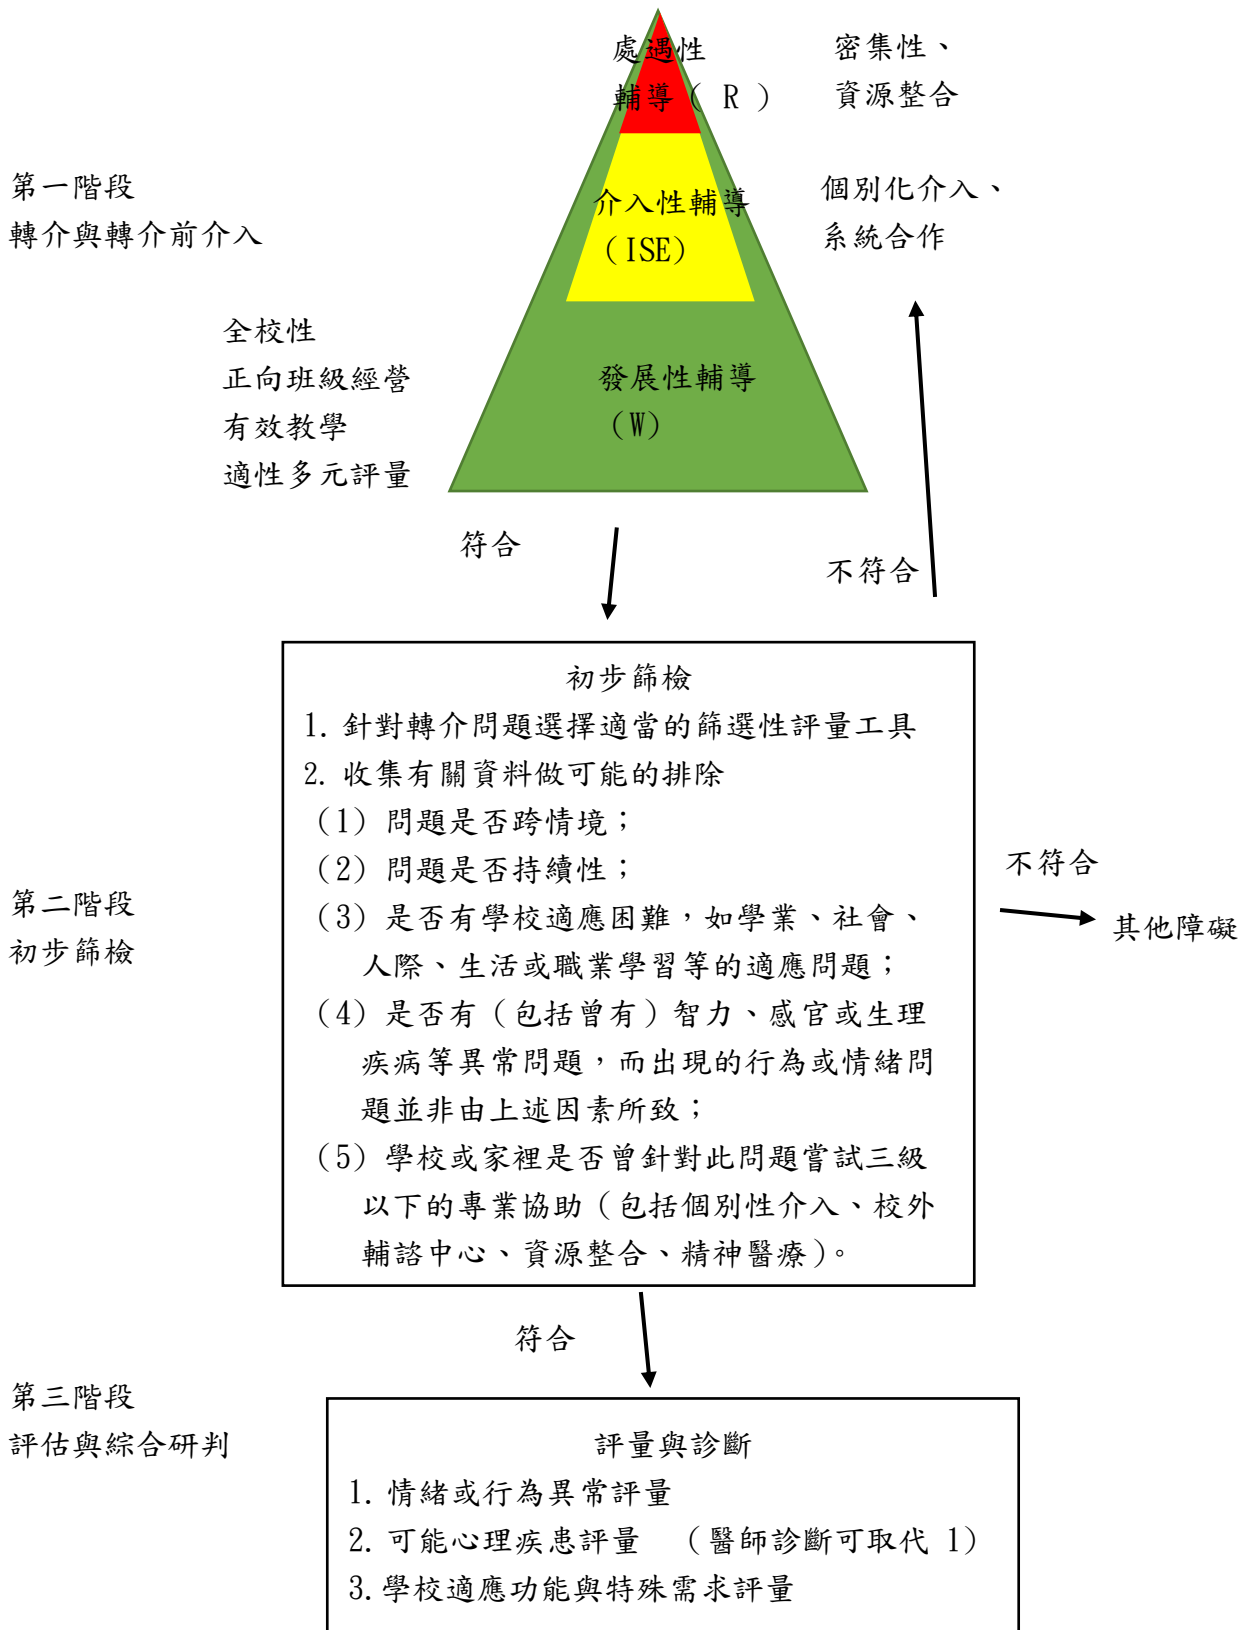 處遇性
輔導( R )
密集性、
資源整合
第一階段
轉介與轉介前介入
介入性輔導
(ISE)
個別化介入、
系統合作
全校性
正向班級經營
有效教學
適性多元評量
發展性輔導
(W)
符合
不符合
初步篩檢
1. 針對轉介問題選擇適當的篩選性評量工具
2. 收集有關資料做可能的排除
(1) 問題是否跨情境；
(2) 問題是否持續性；
(3) 是否有學校適應困難，如學業、社會、
人際、生活或職業學習等的適應問題；
(4) 是否有（包括曾有）智力、感官或生理
疾病等異常問題，而出現的行為或情緒問
題並非由上述因素所致；
(5) 學校或家裡是否曾針對此問題嘗試三級
以下的專業協助（包括個別性介入、校外
輔諮中心、資源整合、精神醫療）。
第二階段
初步篩檢
不符合
其他障礙
符合
第三階段
評估與綜合研判
評量與診斷
1. 情緒或行為異常評量
2. 可能心理疾患評量 （醫師診斷可取代 1）
3. 學校適應功能與特殊需求評量